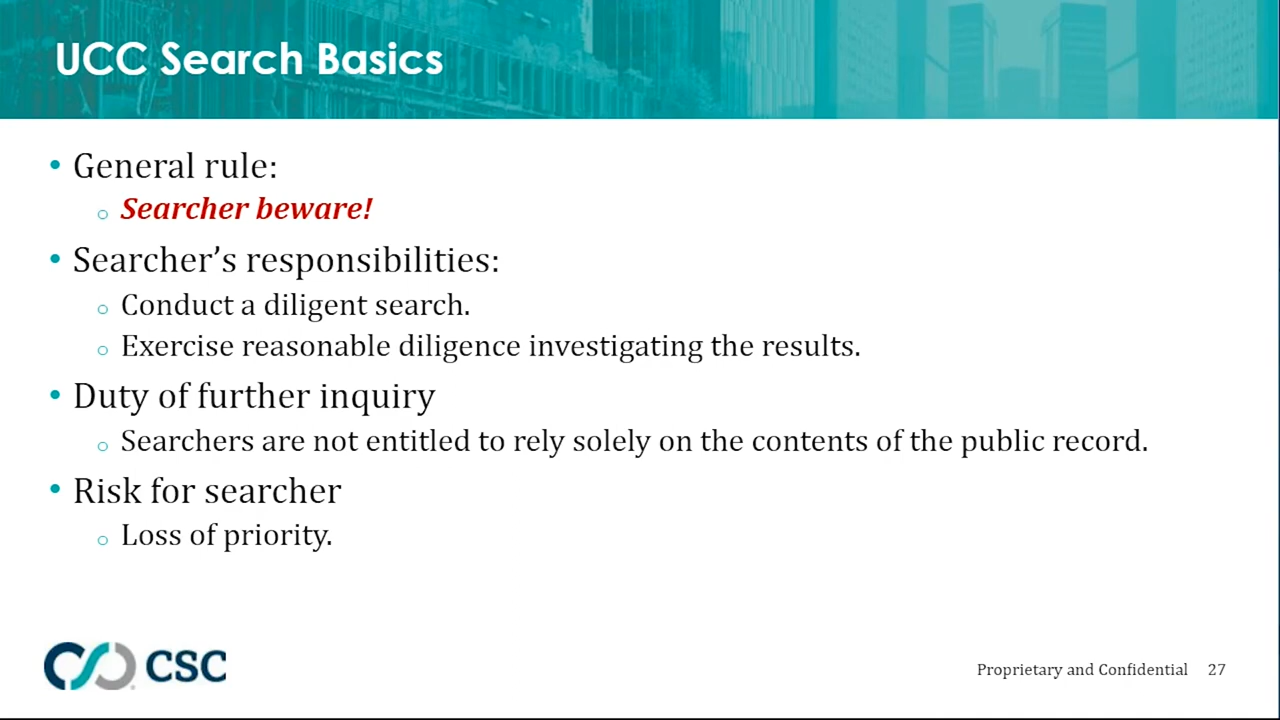 UCC Search Basics
• General rule:
o Searcher beware!
• Searcher’s responsibilities:
o Conduct a diligent search.
o Exercise reasonable diligence investigating the results.
• Duty of further inquiry
o Searchers are not entitled to rely solely on the contents of the public record.
• Risk for searcher
o Loss of priority.
CSC
Proprietary and Confidential 27